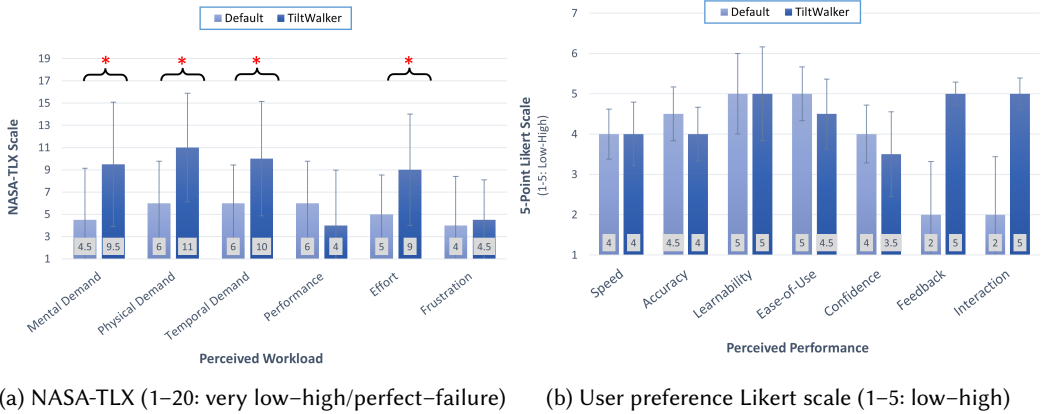 Default TiltWalker
NASA-TLX Scale
19
17
15
13
11
9
7
5
3
1
* * * *
4.5 9.5 6 11 6 10 6 4 5 9 4 4.5
Mental Demand
Physical Demand
Temporal Demand
Performance
Effort
Frustration
Perceived Workload
(a) NASA-TLX (1–20: very low–high/perfect–failure)
Default TiltWalker
5-Point Likert Scale
(1-5: Low-High)
7
6
5
4
3
2
1
4 4 4.5 4 5 5 5 4.5 4 3.5 2 5 2 5
Speed
Accuracy
Learnability
Ease-of-Use
Confidence
Feedback
Interaction
Perceived Performance
(b) User preference Likert scale (1–5: low–high)